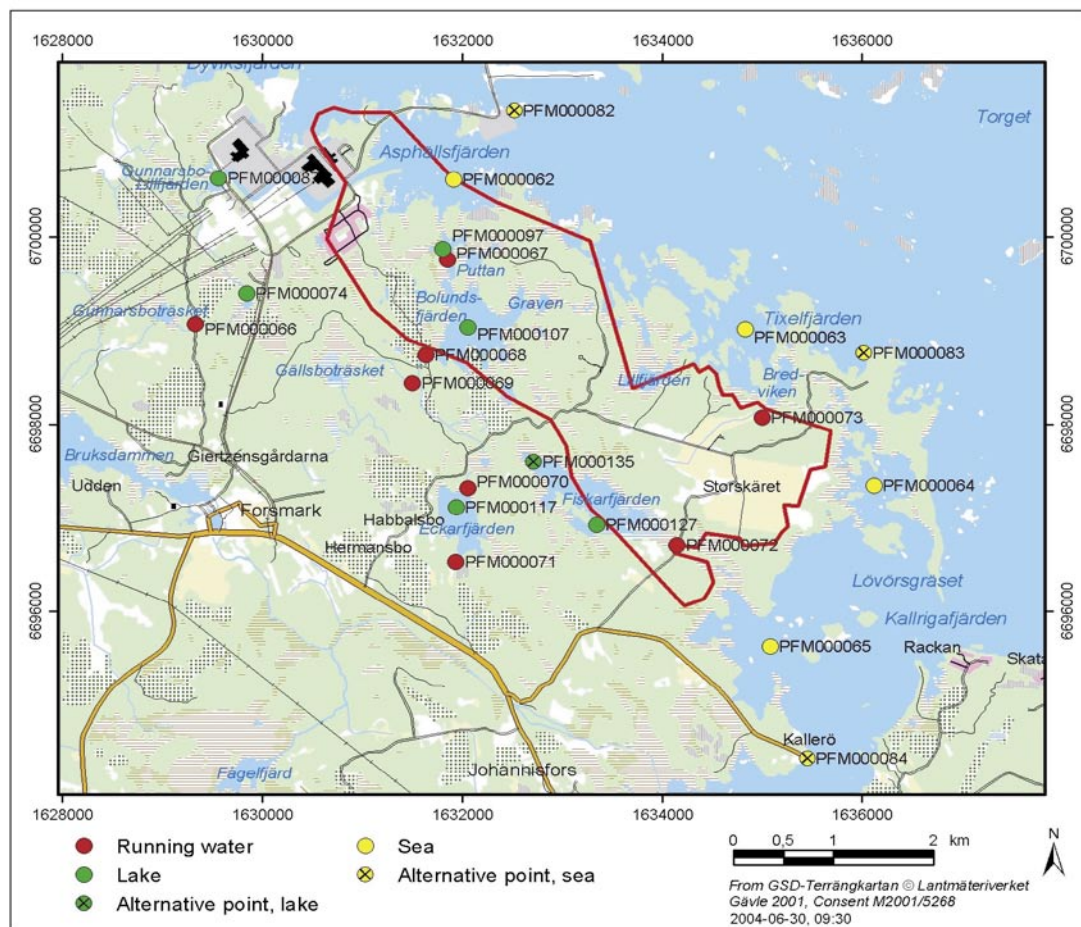 1628000 1630000 1632000 1634000 1636000
Dyviksfjärden
PFM000082
Torget
Asphällsfjärden
Gunnarsbo-
Lillfjärden
PFM000062
6700000
6700000
PFM000097
PFM000067
Puttan
PFM000074
Bolunds-
fjärden
Graven
Gunnarsboträsket
PFM000066
PFM000107
Tixelfjärden
PFM000063
PFM000068
PFM000083
Gällsboträsket
PFM000069
Lillfjärden
Bred-
viken
6698000
PFM000073
6698000
Bruksdammen
Giertzensgårdarna
PFM000135
Udden
PFM000070
Storskäret
PFM000064
Forsmark
PFM000117
Fiskarfjärden
Habbalsbo
PFM000127
Eckarfjärden
Hermansbo
PFM000072
PFM000071
Lövörsgräset
6696000
Kallrigafjärden
6696000
PFM000065
Rackan
Skata
Kallerö
PFM000084
Fågelfjärd
Johannisfors
1628000 1630000 1632000 1634000 1636000
Running water
Lake
Alternative point, lake
Sea
Alternative point, sea
0 0,5 1 2 km
N
From GSD-Terrängkartan © Lantmäteriverket
Gävle 2001, Consent M2001/5268
2004-06-30, 09:30